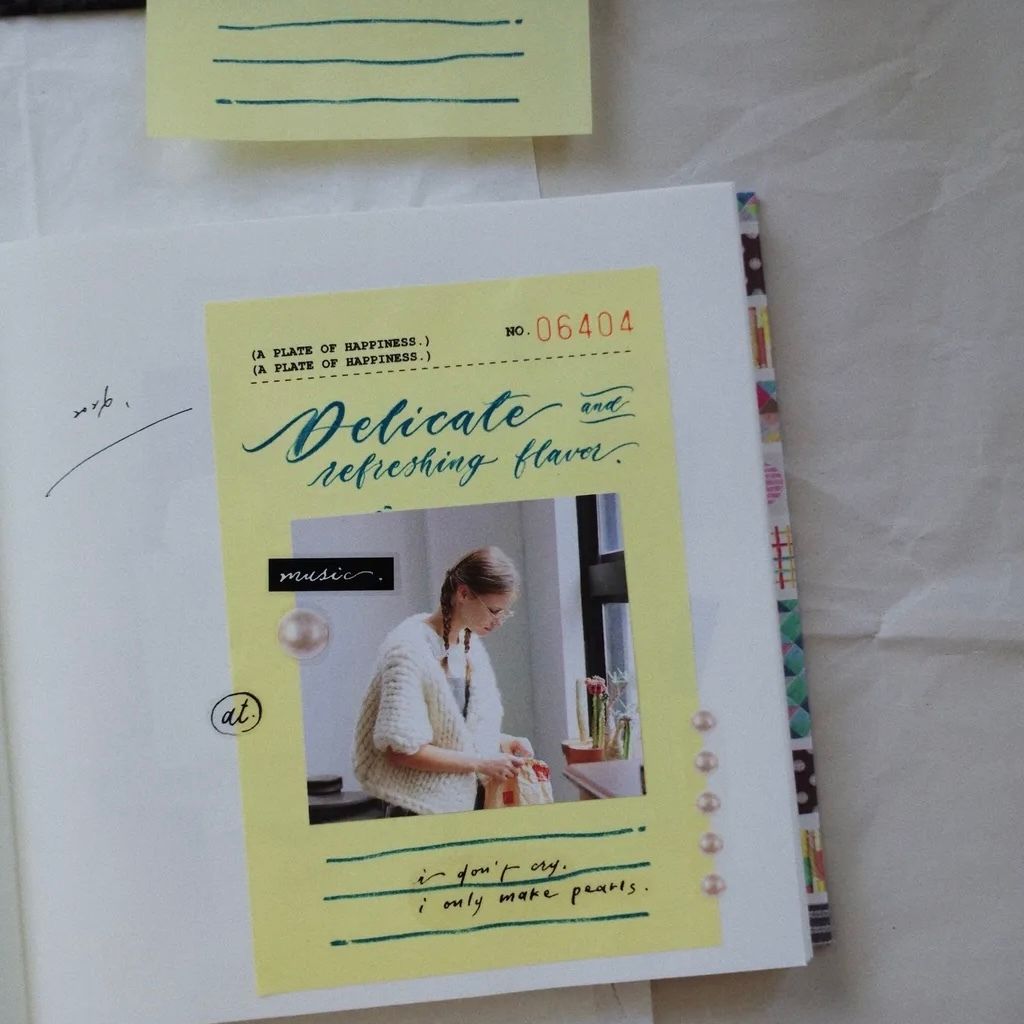 (A PLATE OF HAPPINESS.)
(A PLATE OF HAPPINESS.)
NO. 06404
Delicate and
refreshing flavor.
music.
at.
i don't cry.
i only make pearls.